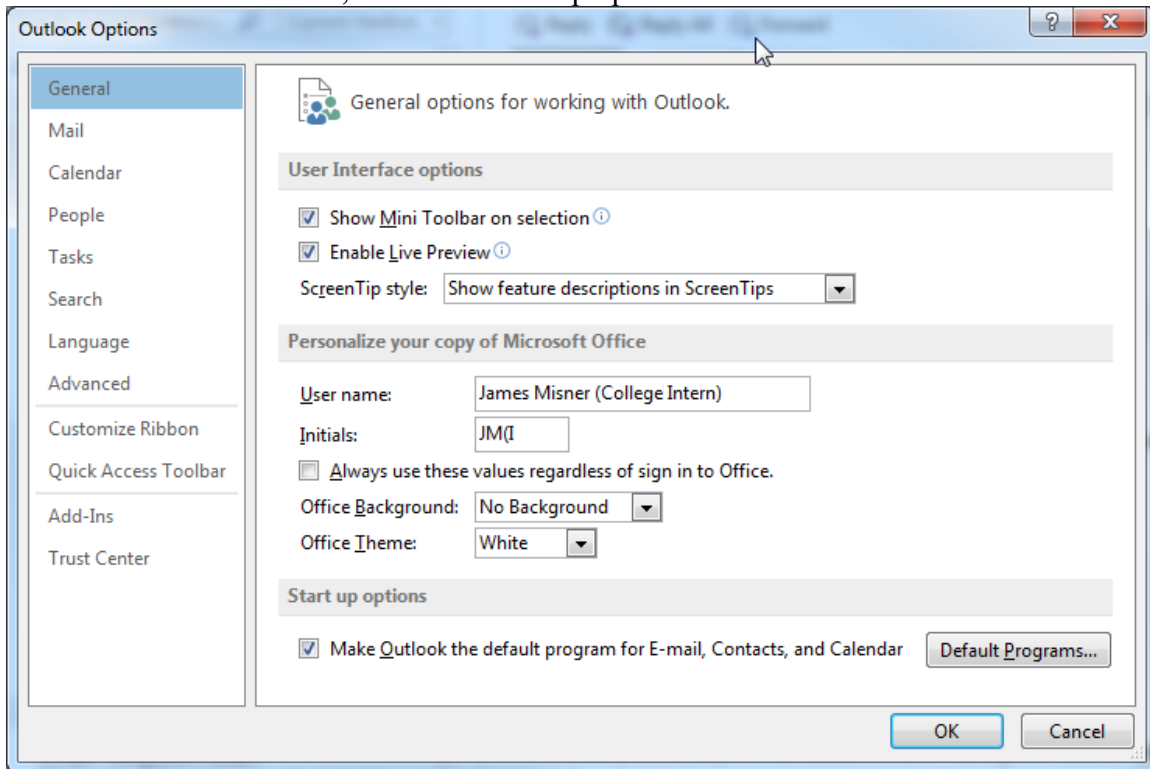 Outlook Options
General
Mail
Calendar
People
Tasks
Search
Language
Advanced
Customize Ribbon
Quick Access Toolbar
Add-Ins
Trust Center
General options for working with Outlook.
User Interface options
Show Mini Toolbar on selection
Enable Live Preview
ScreenTip style: Show feature descriptions in ScreenTips
Personalize your copy of Microsoft Office
User name: James Misner (College Intern)
Initials: JM(I
Always use these values regardless of sign in to Office.
Office Background: No Background
Office Theme: White
Start up options
Make Outlook the default program for E-mail, Contacts, and Calendar Default Programs...
OK Cancel